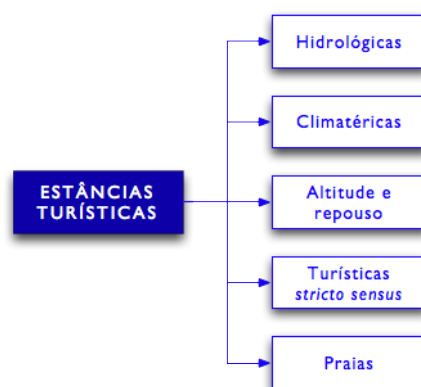 ESTÂNCIAS
TURÍSTICAS
Hidrológicas
Climatéricas
Altitude e
repouso
Turísticas
stricto sensus
Praias